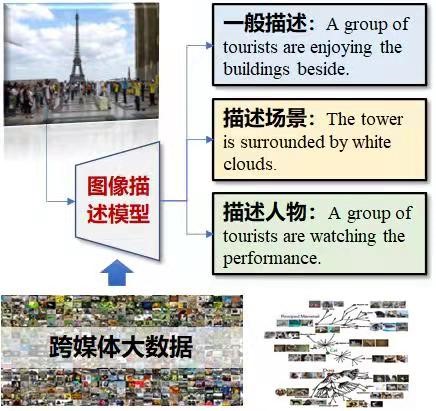 一般描述：A group of
tourists are enjoying the
buildings beside.
描述场景：The tower
is surrounded by white
clouds.
图像描
述模型
描述人物：A group of
tourists are watching the
performance.
跨媒体大数据